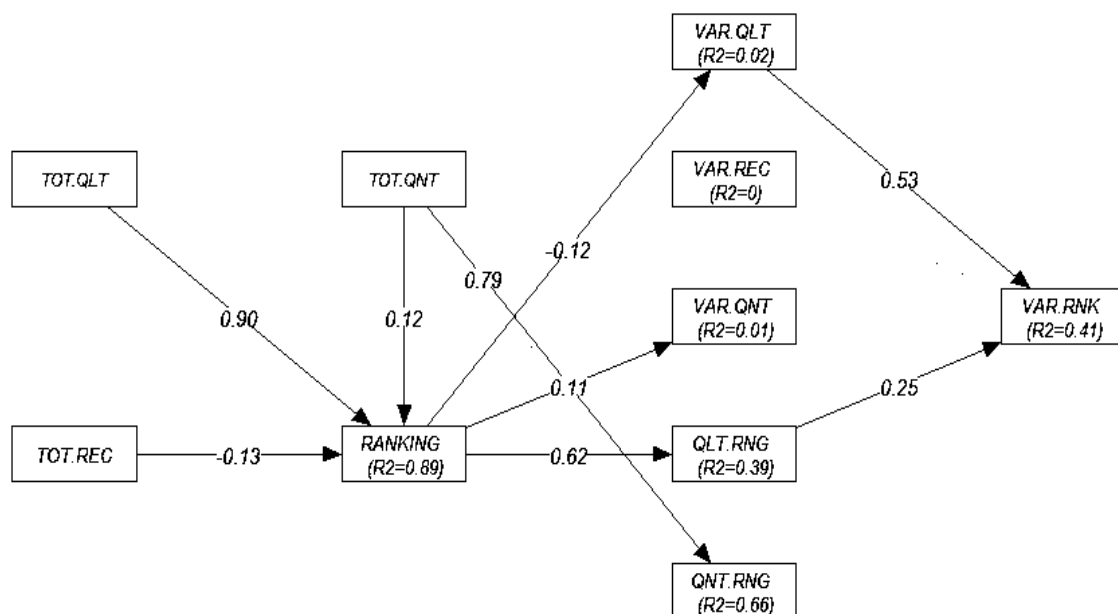 VAR.QLT
(R2=0.02)
TOT.QLT
TOT.QNT
VAR.REC
(R2=0)
0.53
-0.12
0.79
0.90
0.12
VAR.QNT
(R2=0.01)
VAR.RNK
(R2=0.41)
0.11
0.25
TOT.REC
-0.13
RANKING
(R2=0.89)
0.62
QLT.RNG
(R2=0.39)
QNT.RNG
(R2=0.66)